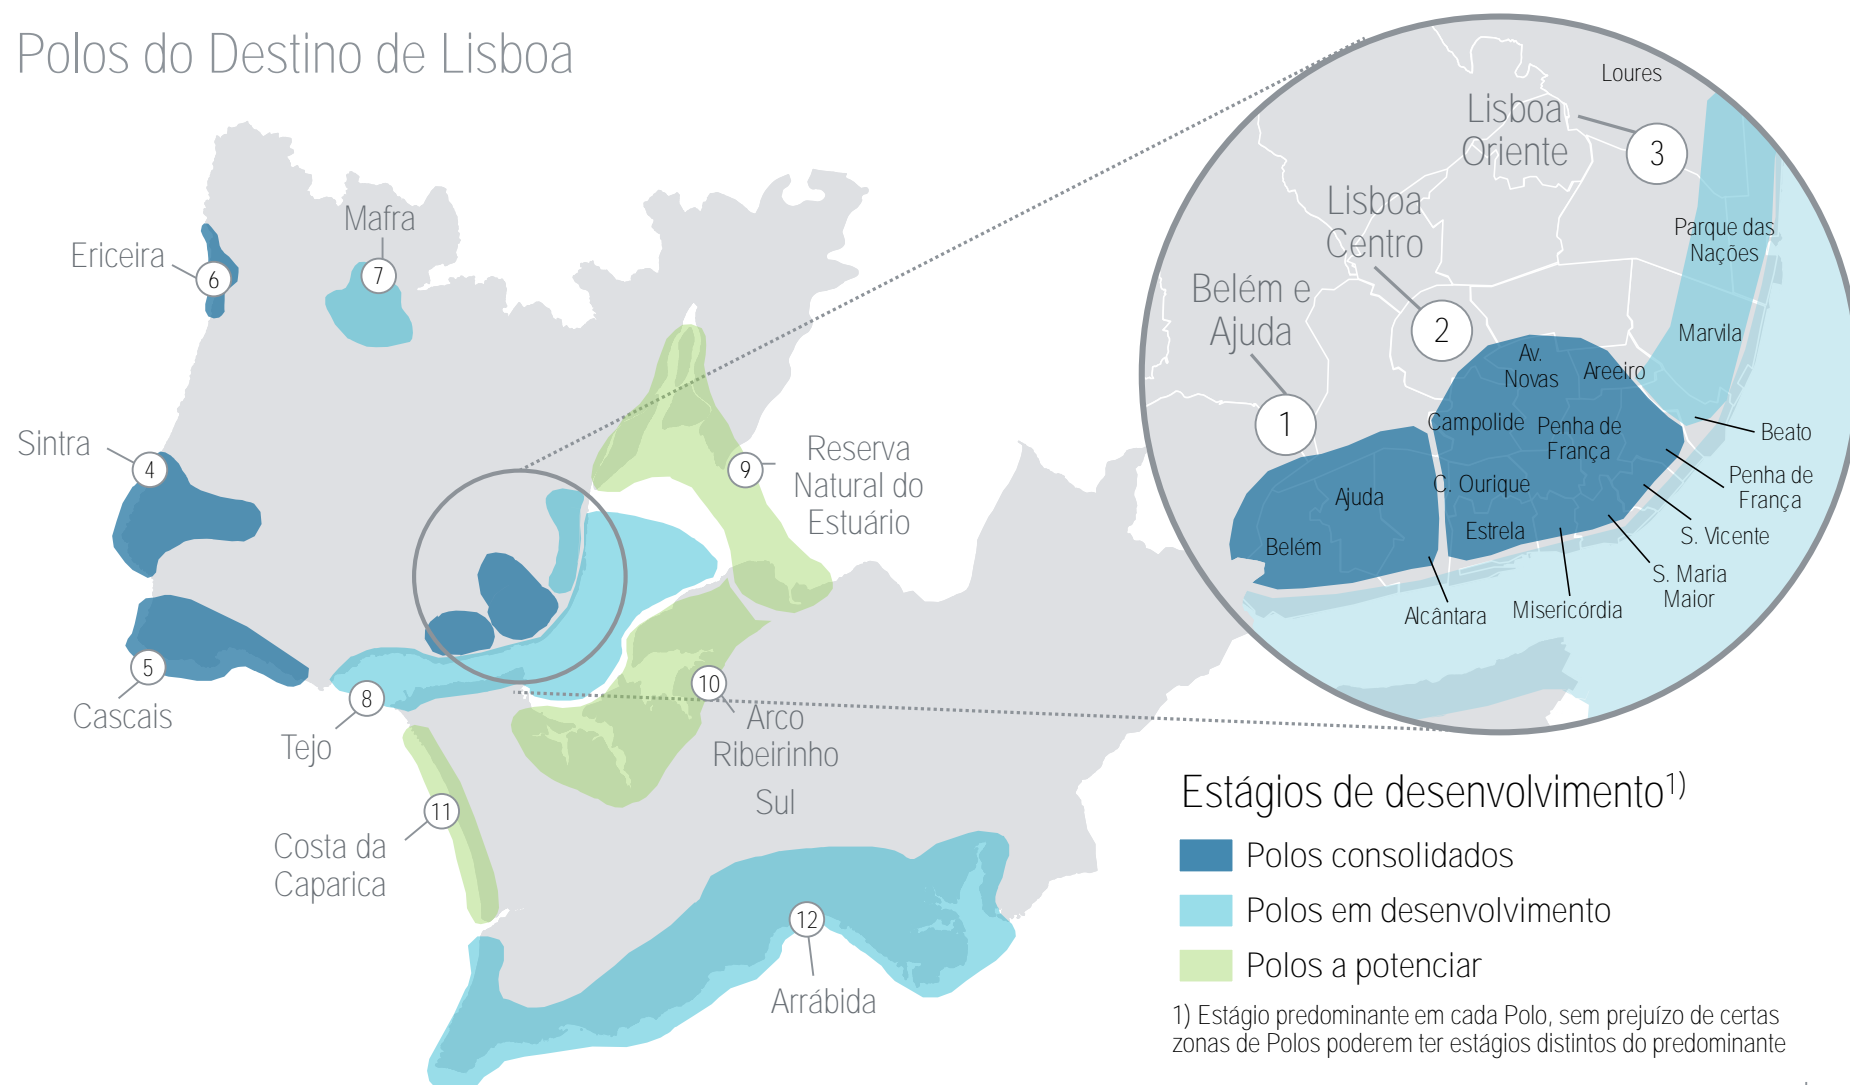 Polos do Destino de Lisboa
Loures
Lisboa
Oriente
3
Lisboa
Centro
2
Belém e
Ajuda
1
Parque das
Nações
Marvila
Av.
Novas
Areeiro
Campolide
Penha de
França
Beato
Ajuda
C. Ourique
Penha de
França
Estrela
Belém
S. Vicente
S. Maria
Maior
Alcântara
Misericórdia
Mafra
7
Ericeira
6
Sintra
4
9
Reserva
Natural do
Estuário
5
Cascais
8
Tejo
10
Arco
Ribeirinho
Sul
11
Costa da
Caparica
12
Arrábida
Estágios de desenvolvimento1)
Polos consolidados
Polos em desenvolvimento
Polos a potenciar
1) Estágio predominante em cada Polo, sem prejuízo de certas
zonas de Polos poderem ter estágios distintos do predominante